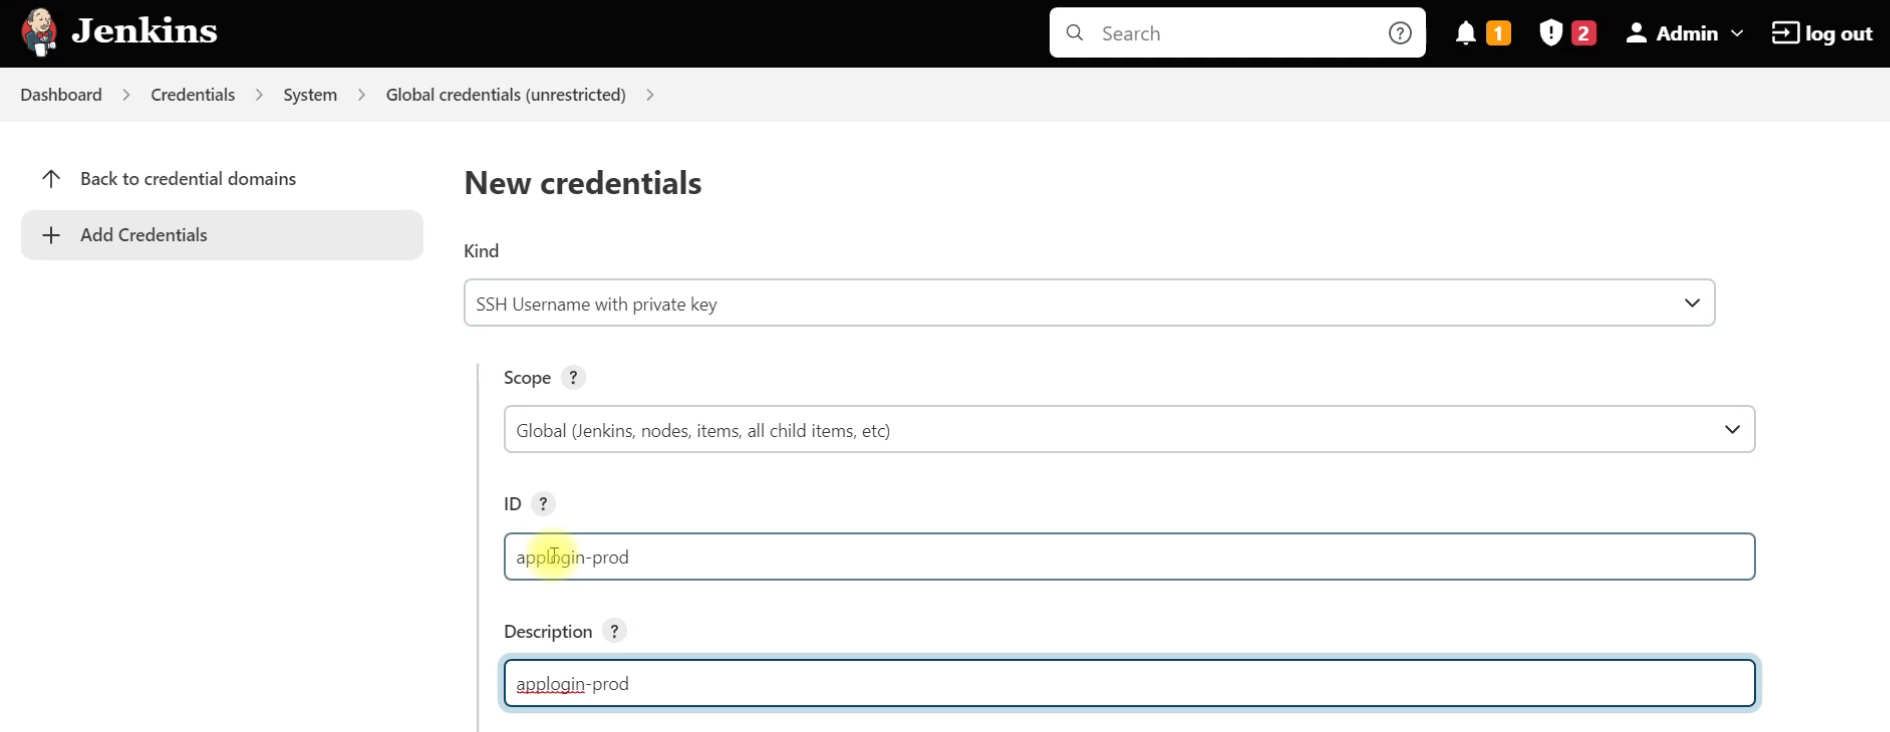 Jenkins
Search
1
2
Admin
log out
Dashboard > Credentials > System > Global credentials (unrestricted) >
Back to credential domains
Add Credentials
New credentials
Kind
SSH Username with private key
Scope ?
Global (Jenkins, nodes, items, all child items, etc)
ID ?
applogin-prod
Description ?
applogin-prod